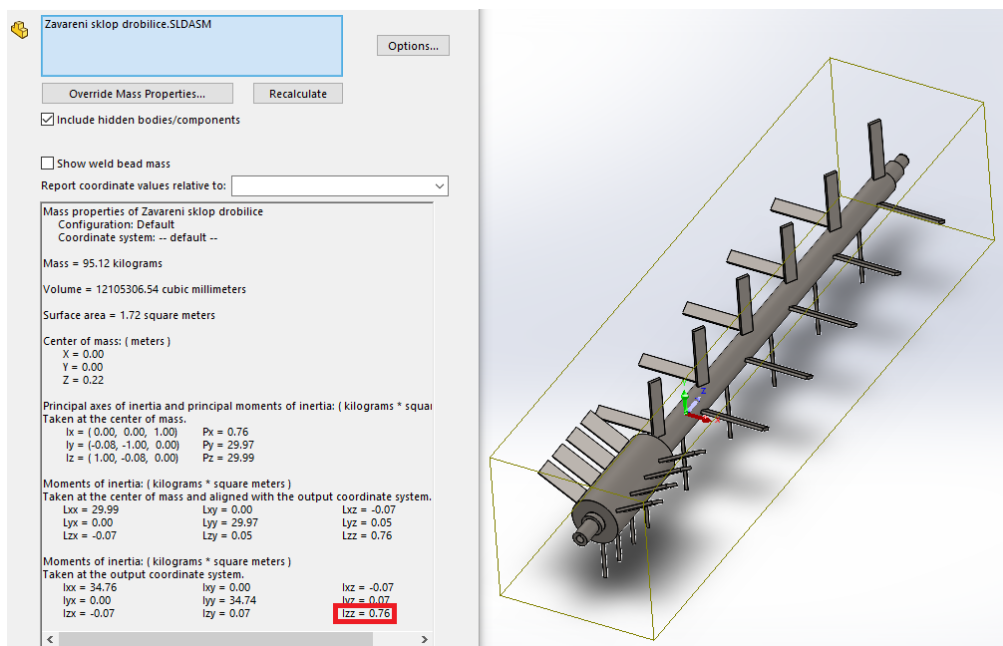 Zavareni sklop drobilice.SLDASM
Options...
Override Mass Properties... Recalculate
Include hidden bodies/components
Show weld bead mass
Report coordinate values relative to:
Mass properties of Zavareni sklop drobilice
Configuration: Default
Coordinate system: -- default --
Mass = 95.12 kilograms
Volume = 12105306.54 cubic millimeters
Surface area = 1.72 square meters
Center of mass: ( meters )
X = 0.00
Y = 0.00
Z = 0.22
Principal axes of inertia and principal moments of inertia: ( kilograms * squar
Taken at the center of mass.
Ix = ( 0.00, 0.00, 1.00) Px = 0.76
Iy = (-0.08, -1.00, 0.00) Py = 29.97
Iz = ( 1.00, -0.08, 0.00) Pz = 29.99
Moments of inertia: ( kilograms * square meters )
Taken at the center of mass and aligned with the output coordinate system.
Lxx = 29.99 Lxy = 0.00 Lxz = -0.07
Lyx = 0.00 Lyy = 29.97 Lyz = 0.05
Lzx = -0.07 Lzy = 0.05 Lzz = 0.76
Moments of inertia: ( kilograms * square meters )
Taken at the output coordinate system.
Ixx = 34.76 Ixy = 0.00 Ixz = -0.07
Iyx = 0.00 Iyy = 34.74 Iyz = 0.07
Izx = -0.07 Izy = 0.07 Izz = 0.76
Z
X